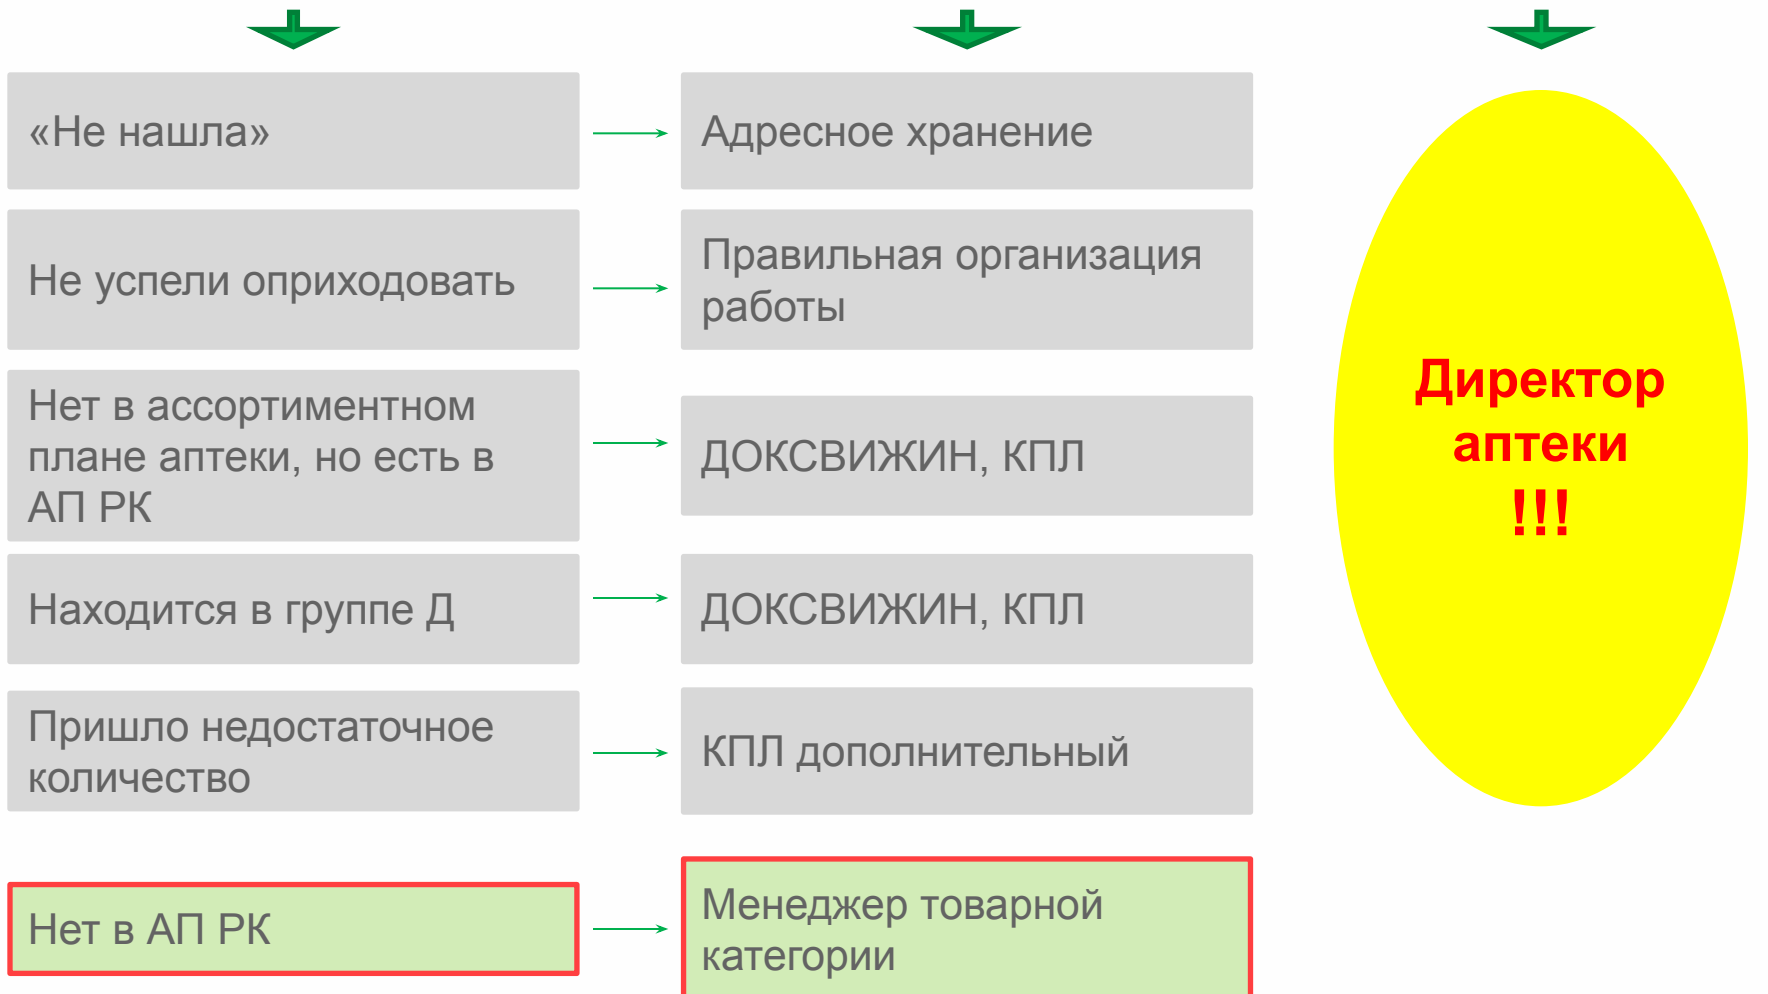 «Не нашла»
Адресное хранение
Не успели оприходовать
Правильная организация
работы
Нет в ассортиментном
плане аптеки, но есть в
АП РК
ДОКСВИЖИН, КПЛ
Находится в группе Д
ДОКСВИЖИН, КПЛ
Пришло недостаточное
количество
КПЛ дополнительный
Нет в АП РК
Менеджер товарной
категории
Директор
аптеки
!!!